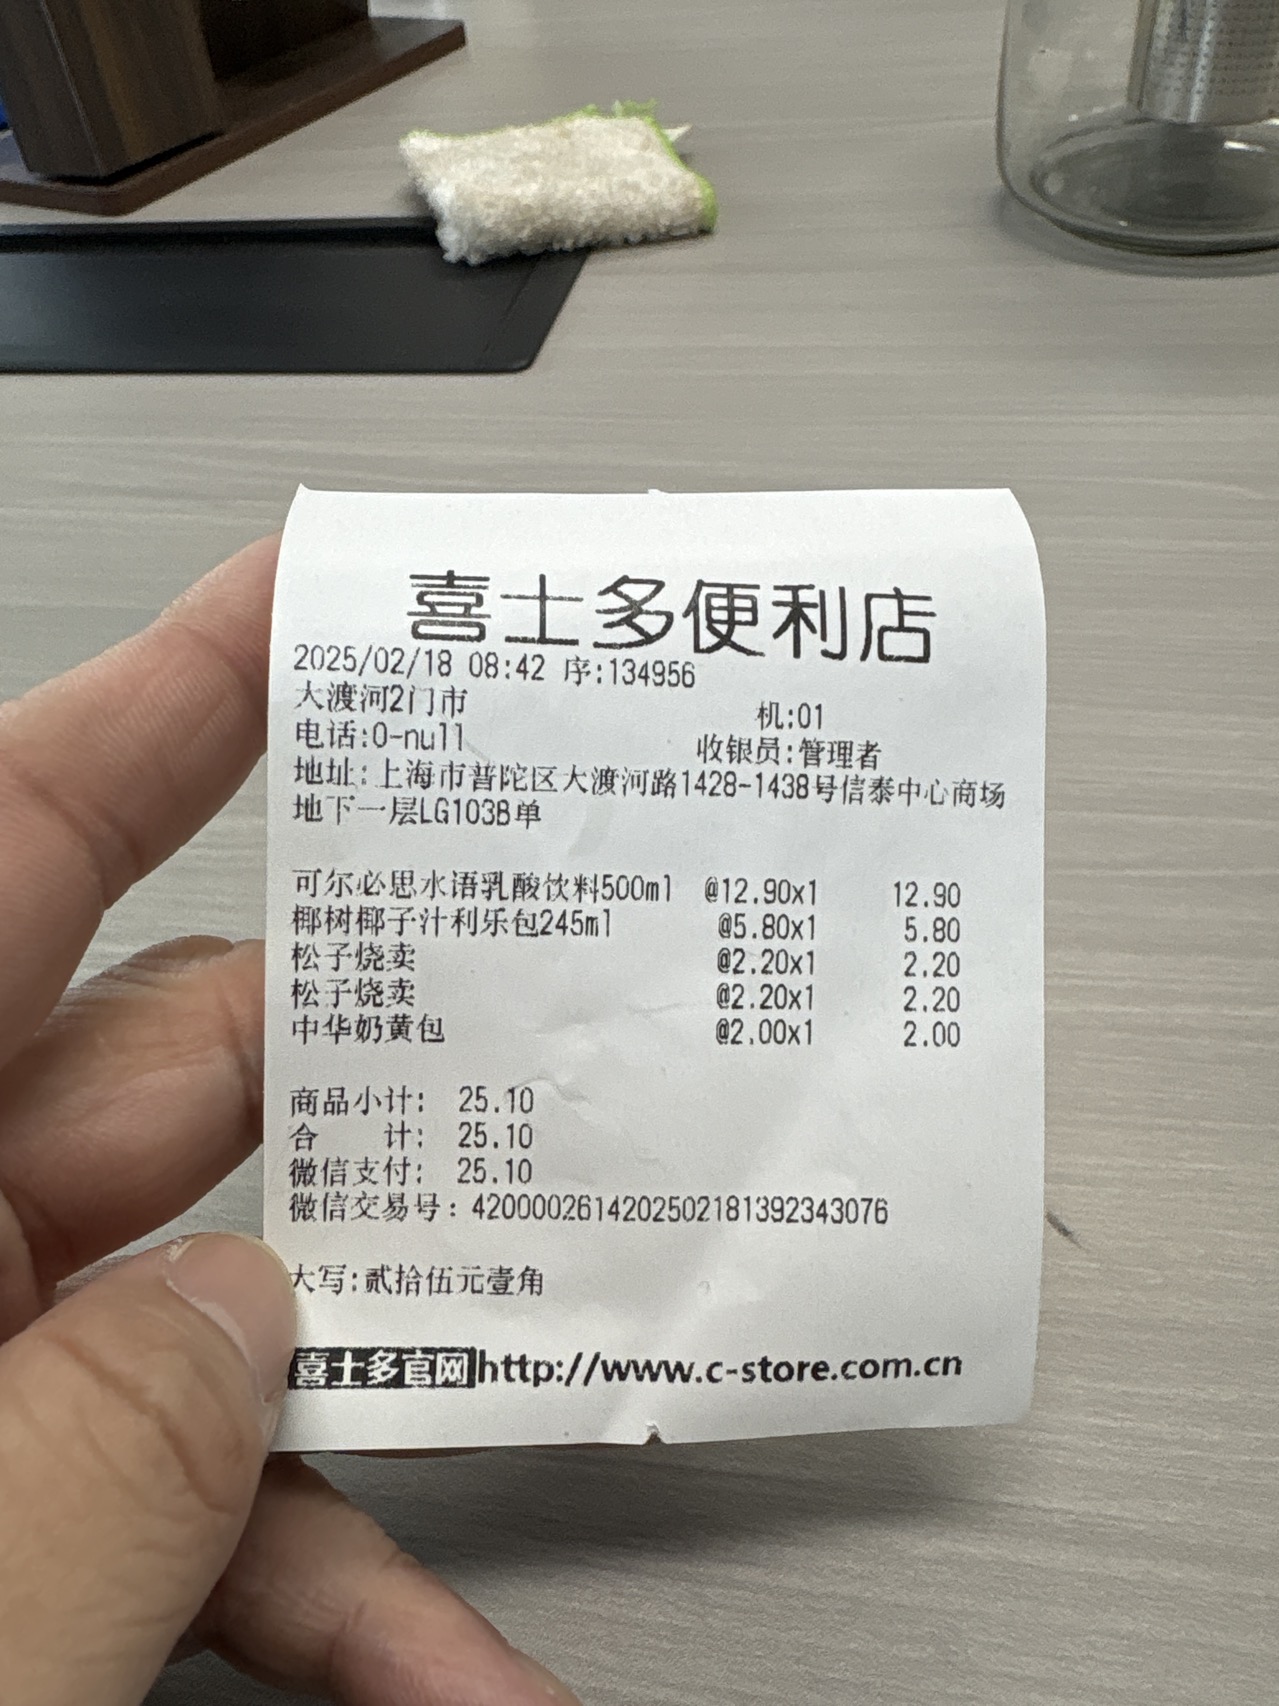 喜士多便利店
2025/02/18 08:42 序:134956
大渡河2门市 机:01
电话:0-null 收银员:管理者
地址:上海市普陀区大渡河路1428-1438号信泰中心商场
地下一层LG103B单
可尔必思水语乳酸饮料500ml @12.90x1 12.90
椰树椰子汁利乐包245ml @5.80x1 5.80
松子烧卖 @2.20x1 2.20
松子烧卖 @2.20x1 2.20
中华奶黄包 @2.00x1 2.00
商品小计: 25.10
合 计: 25.10
微信支付: 25.10
微信交易号: 4200002614202502181392343076
大写:贰拾伍元壹角
喜士多官网http://www.c-store.com.cn